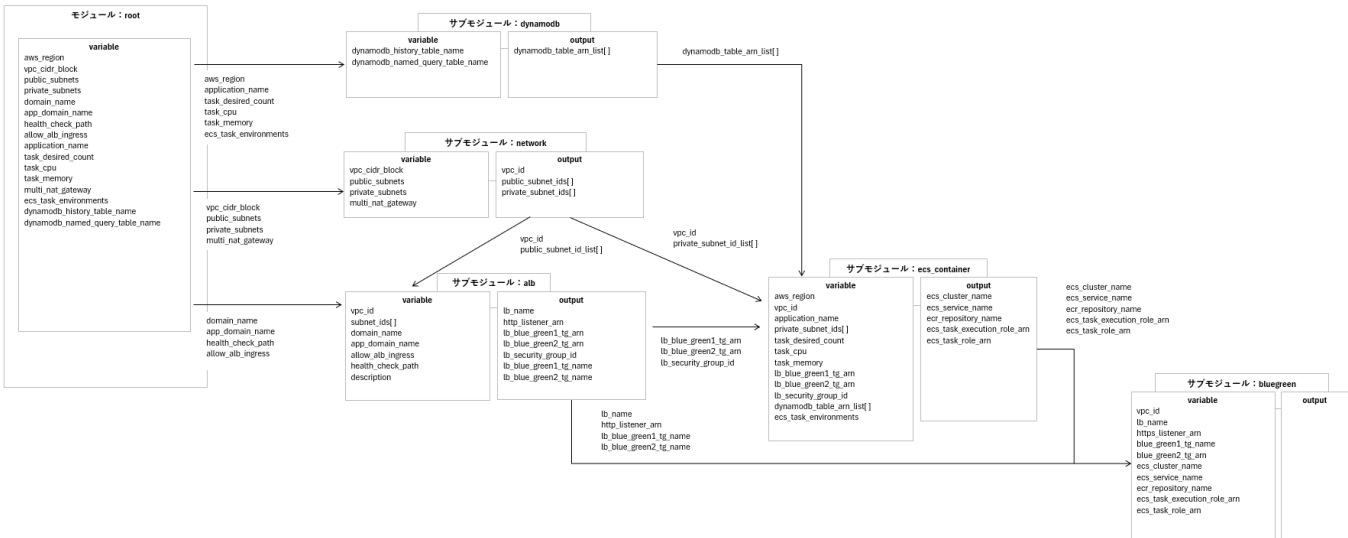 モジュール：root
variable
aws_region
vpc_cidr_block
public_subnets
private_subnets
domain_name
app_domain_name
health_check_path
allow_alb_ingress
application_name
task_desired_count
task_cpu
task_memory
multi_nat_gateway
ecs_task_environments
dynamodb_history_table_name
dynamodb_named_query_table_name
aws_region
application_name
task_desired_count
task_cpu
task_memory
ecs_task_environments
vpc_cidr_block
public_subnets
private_subnets
multi_nat_gateway
domain_name
app_domain_name
health_check_path
allow_alb_ingress
サブモジュール：dynamodb
variable
dynamodb_history_table_name
dynamodb_named_query_table_name
output
dynamodb_table_arn_list[ ]
dynamodb_table_arn_list[ ]
サブモジュール：network
variable
vpc_cidr_block
public_subnets
private_subnets
multi_nat_gateway
output
vpc_id
public_subnet_ids[ ]
private_subnet_ids[ ]
vpc_id
public_subnet_id_list[ ]
vpc_id
private_subnet_id_list[ ]
サブモジュール：alb
variable
vpc_id
subnet_ids[ ]
domain_name
app_domain_name
allow_alb_ingress
health_check_path
description
output
lb_name
http_listener_arn
lb_blue_green1_tg_arn
lb_blue_green2_tg_arn
lb_security_group_id
lb_blue_green1_tg_name
lb_blue_green2_tg_name
lb_blue_green1_tg_arn
lb_blue_green2_tg_arn
lb_security_group_id
lb_name
http_listener_arn
lb_blue_green1_tg_name
lb_blue_green2_tg_name
サブモジュール：ecs_container
variable
aws_region
vpc_id
application_name
private_subnet_ids[ ]
task_desired_count
task_cpu
task_memory
lb_blue_green1_tg_arn
lb_blue_green2_tg_arn
lb_security_group_id
dynamodb_table_arn_list[ ]
ecs_task_environments
output
ecs_cluster_name
ecs_service_name
ecr_repository_name
ecs_task_execution_role_arn
ecs_task_role_arn
ecs_cluster_name
ecs_service_name
ecr_repository_name
ecs_task_execution_role_arn
ecs_task_role_arn
サブモジュール：bluegreen
variable
vpc_id
lb_name
https_listener_arn
blue_green1_tg_name
blue_green2_tg_arn
ecs_cluster_name
ecs_service_name
ecr_repository_name
ecs_task_execution_role_arn
ecs_task_role_arn
output